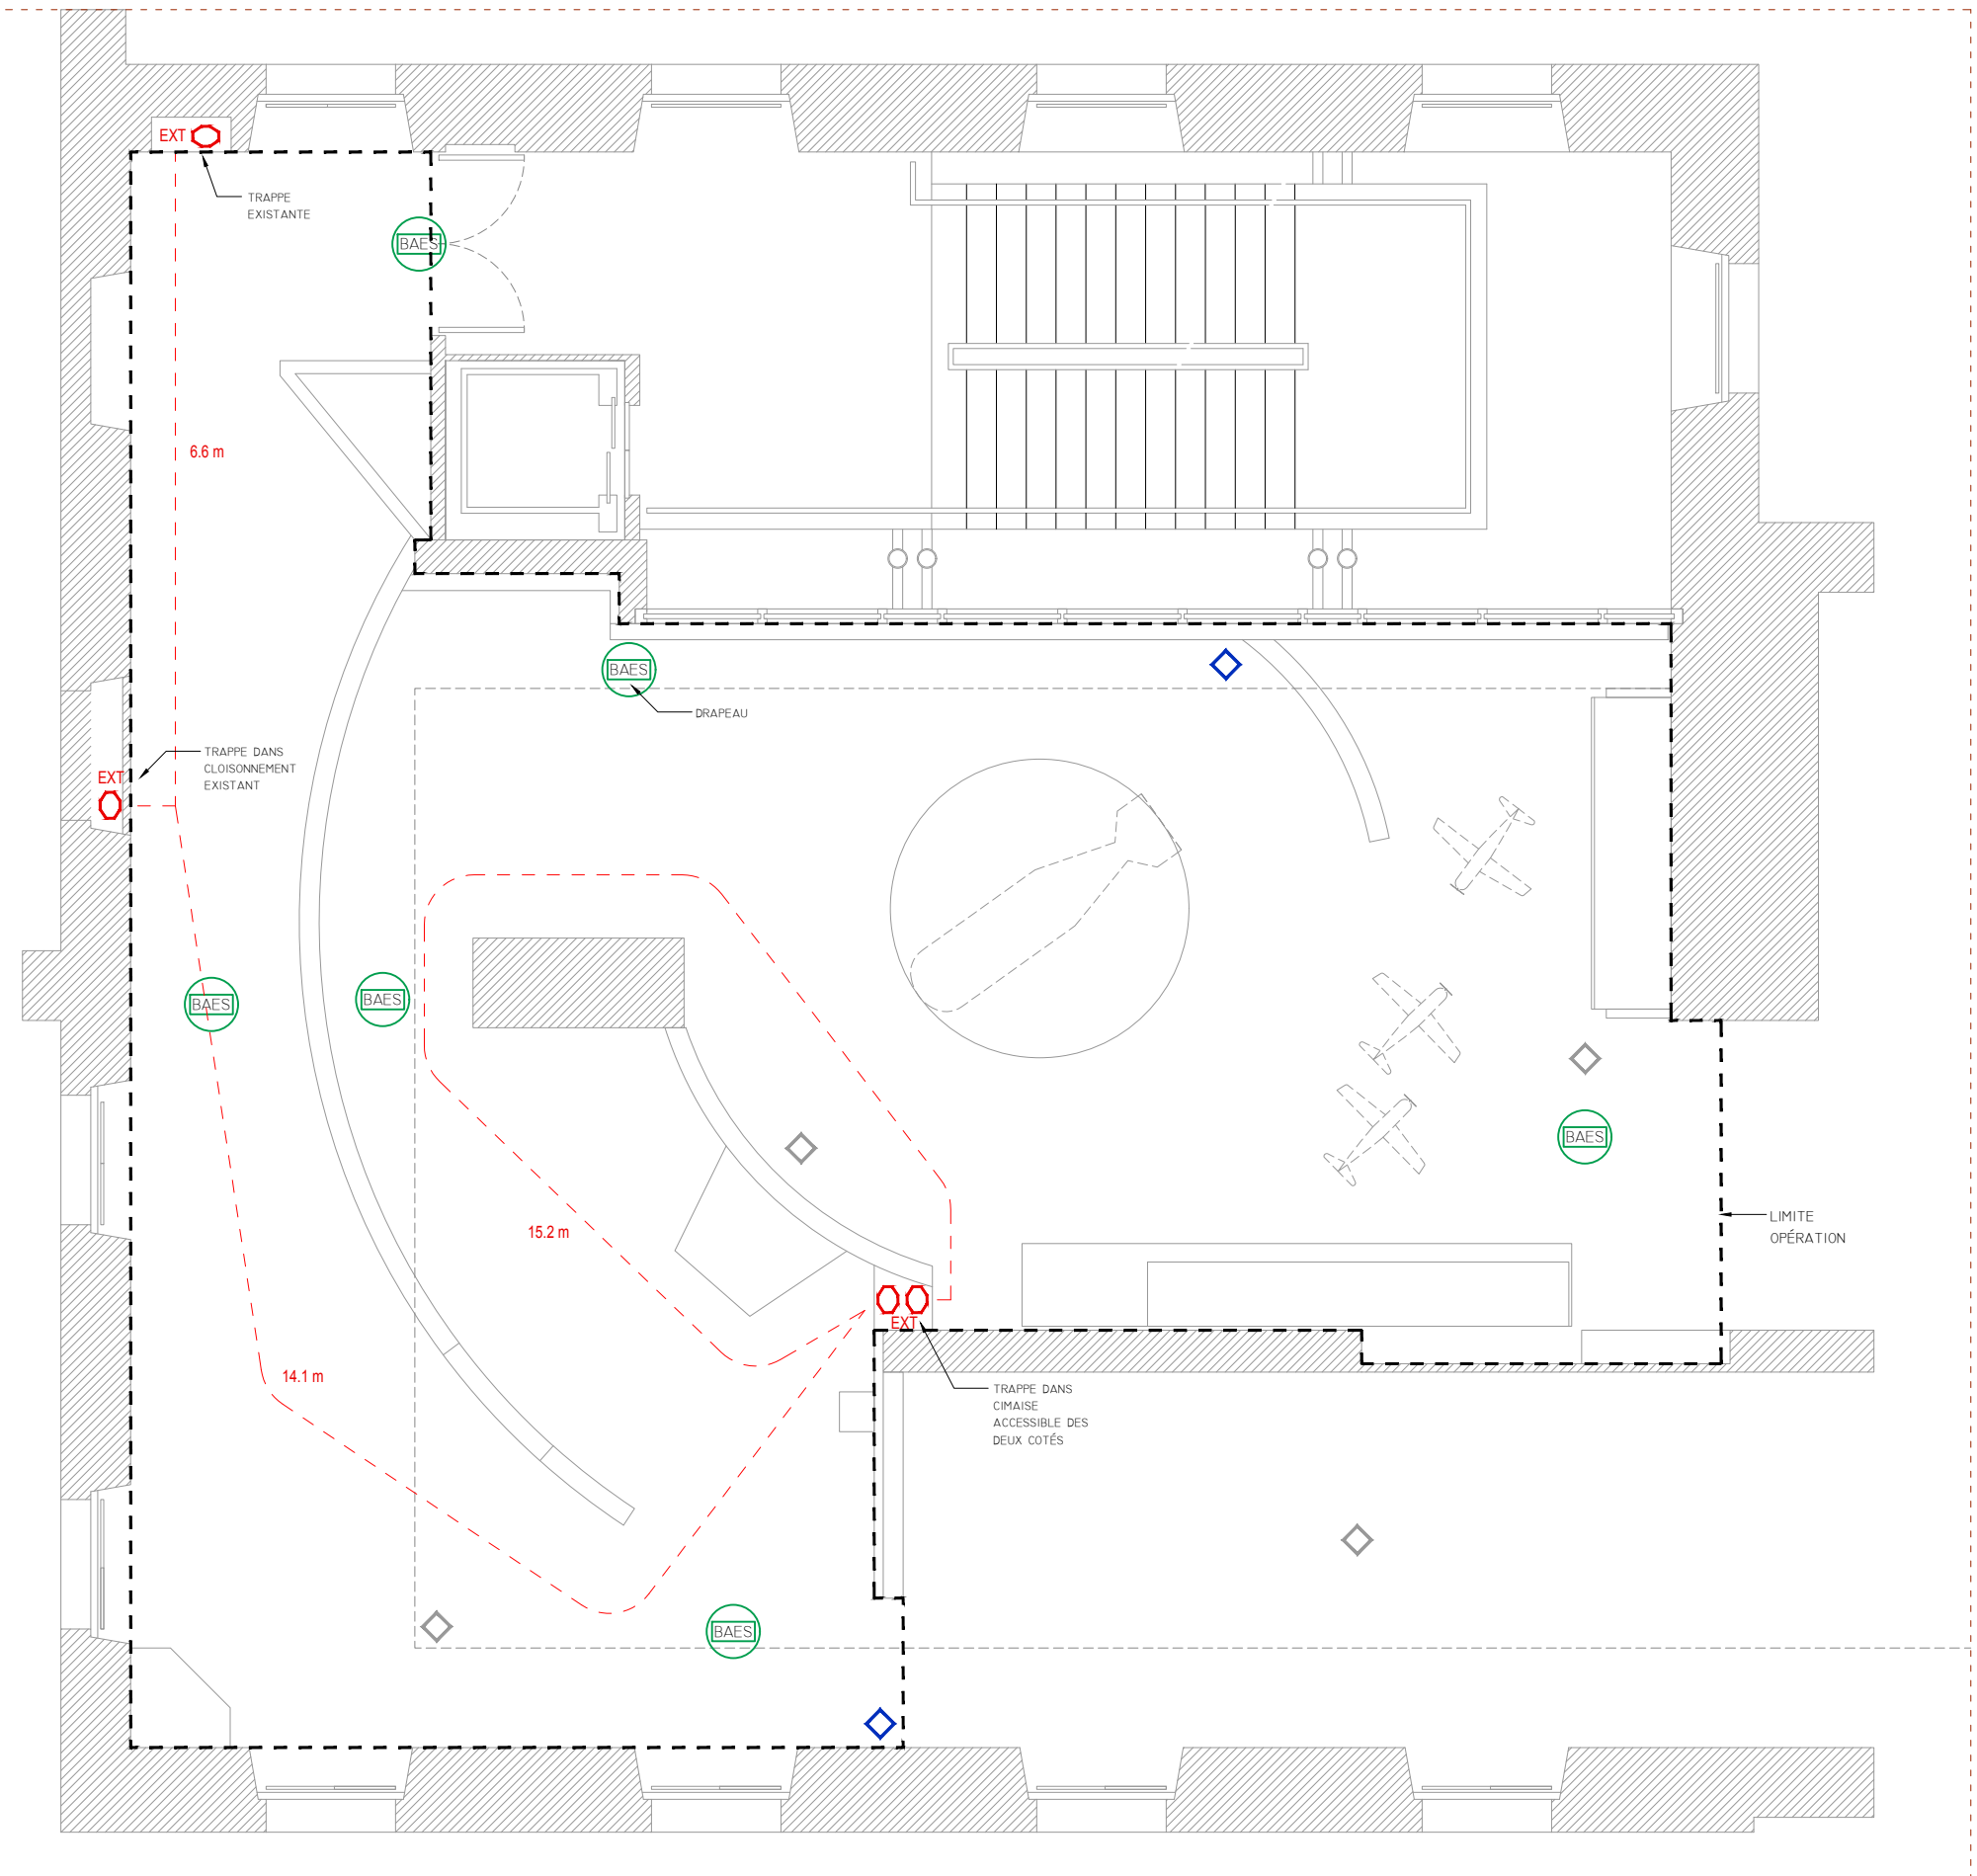 EXT
TRAPPE
EXISTANTE
BAES
6.6 m
BAES
DRAPEAU
TRAPPE DANS
CLOISONNEMENT
EXISTANT
EXT
BAES
BAES
BAES
LIMITE
OPÉRATION
15.2 m
EXT
14.1 m
TRAPPE DANS
CIMAISE
ACCESSIBLE DES
DEUX COTÉS
BAES